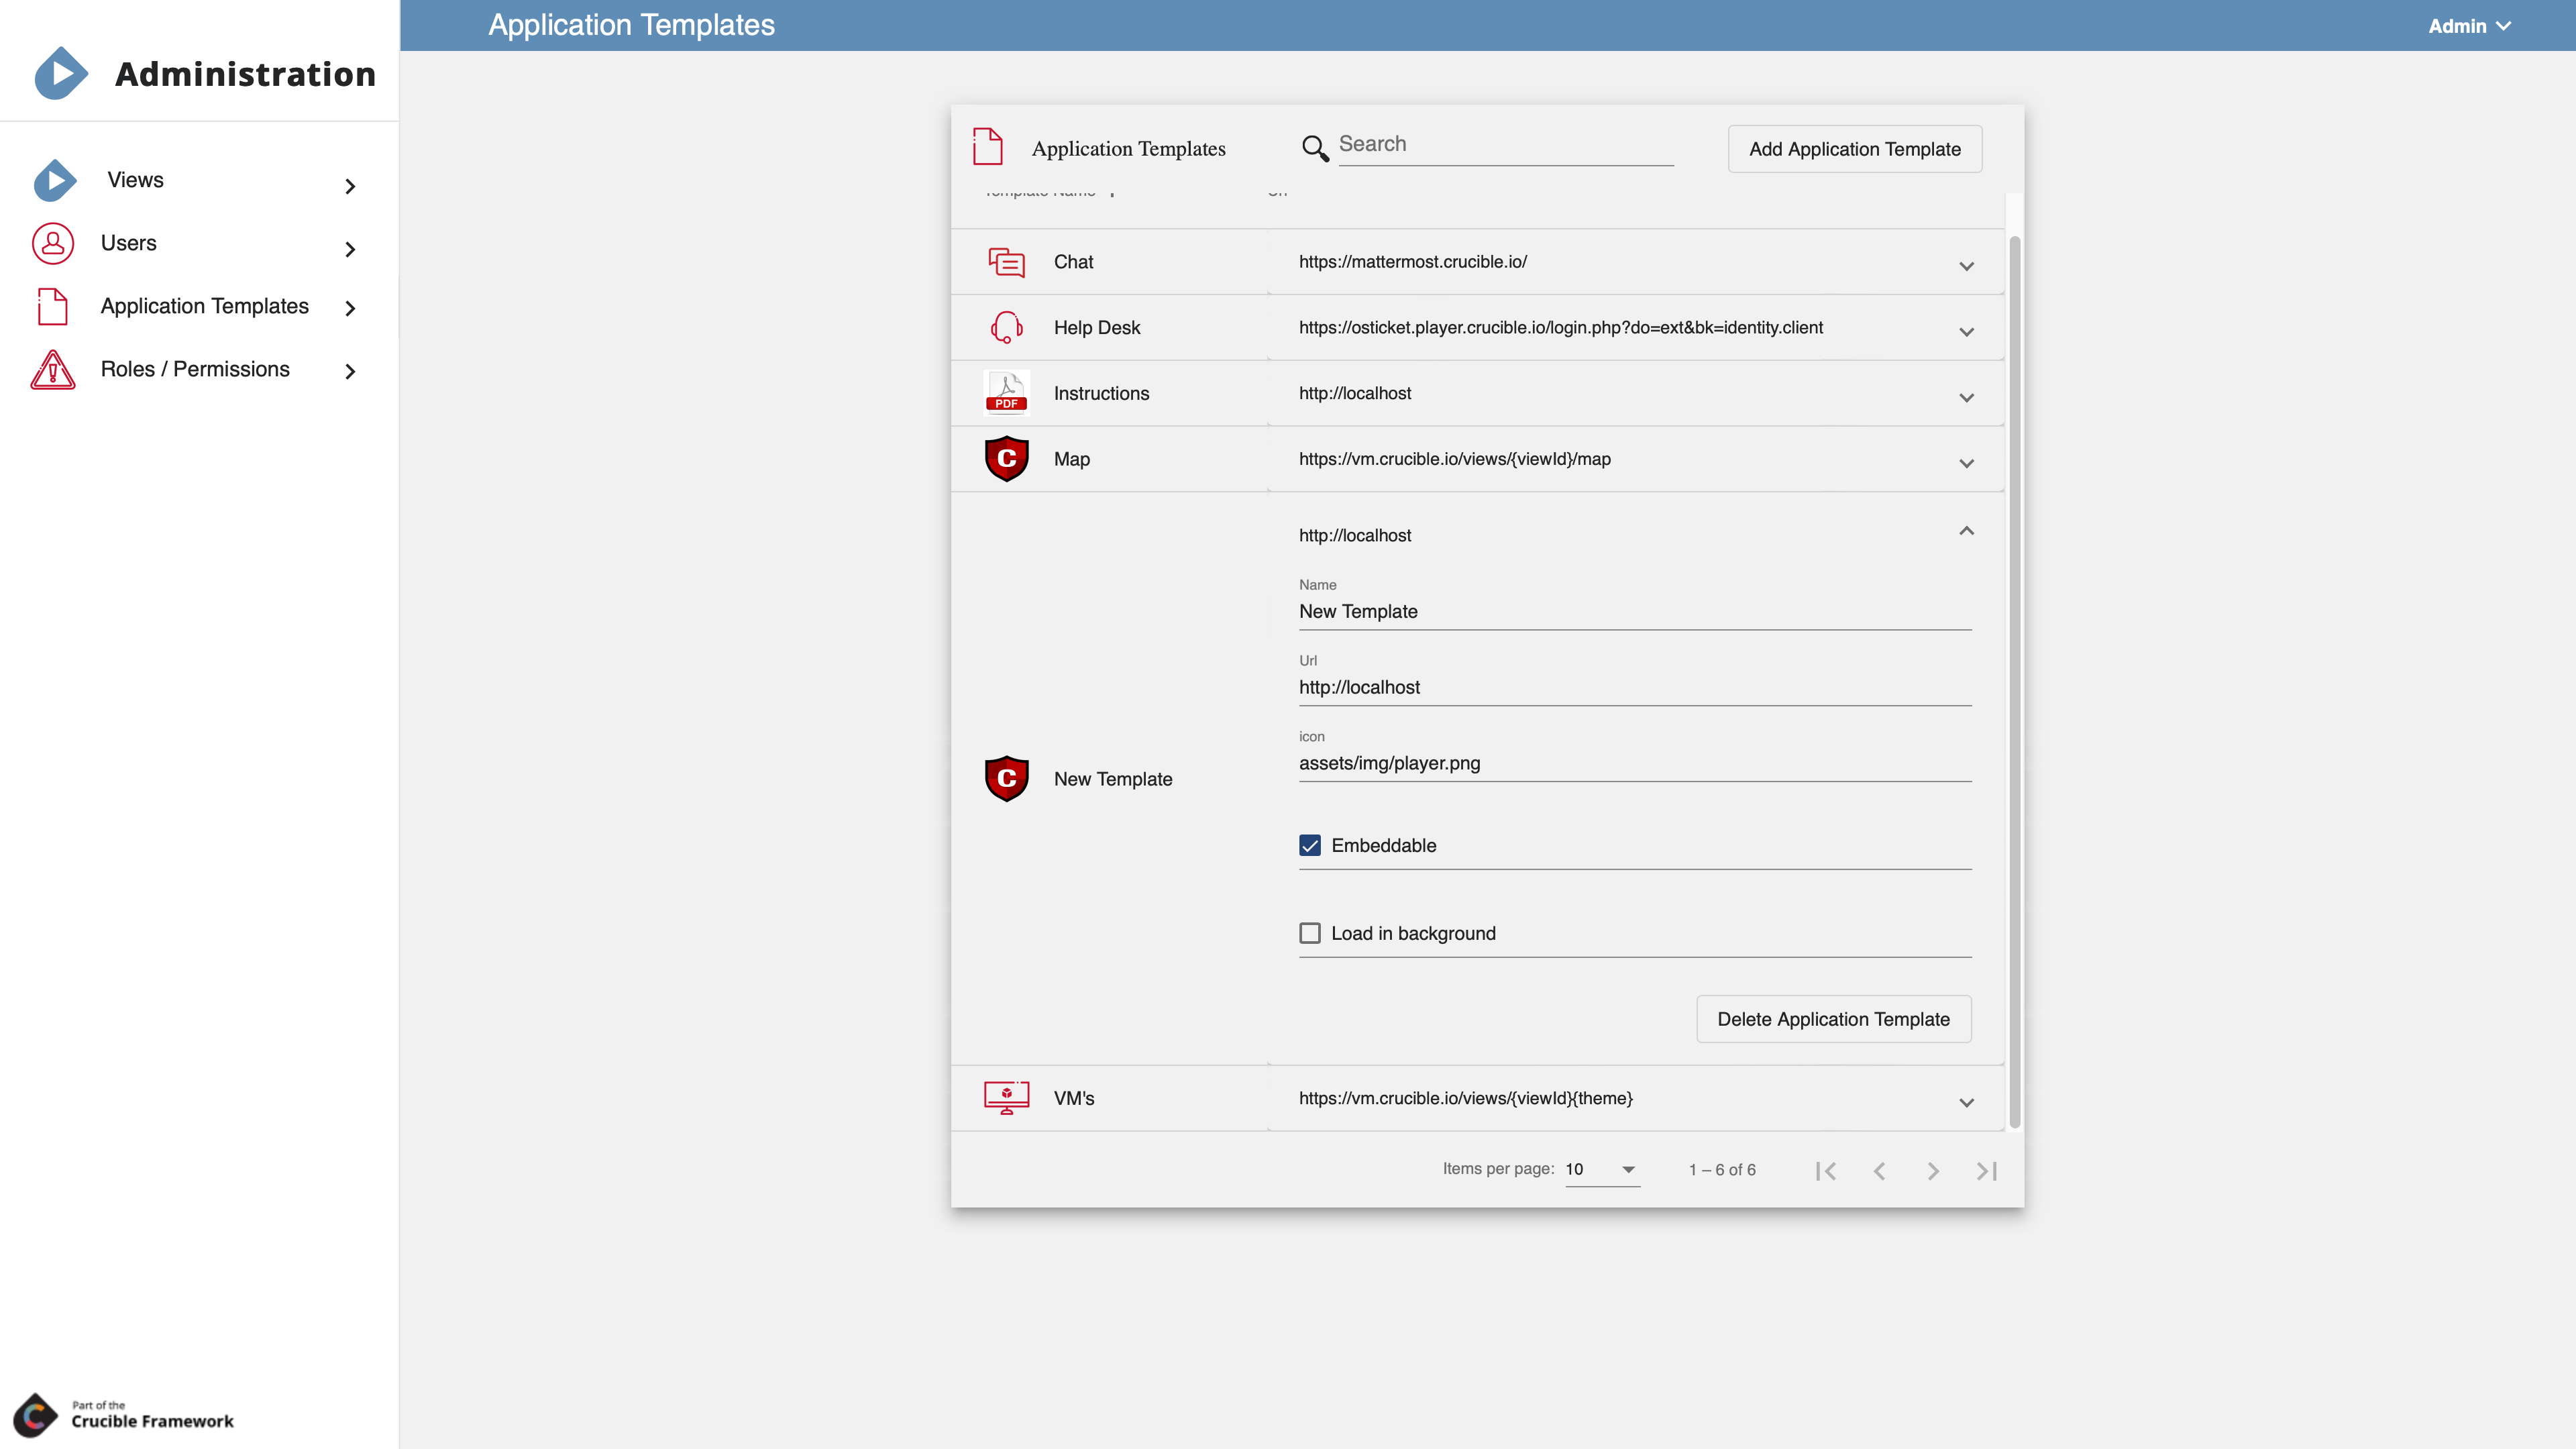 Application Templates
Admin
Administration
Views
Users
Application Templates
Roles / Permissions
Application Templates
Search
Add Application Template
Template Name
Url
Chat
https://mattermost.crucible.io/
Help Desk
https://osticket.player.crucible.io/login.php?do=ext&bk=identity.client
PDF
Instructions
http://localhost
C
Map
https://vm.crucible.io/views/{viewId}/map
http://localhost
Name
New Template
Url
http://localhost
icon
assets/img/player.png
C
New Template
Embeddable
Load in background
Delete Application Template
VM's
https://vm.crucible.io/views/{viewId}{theme}
Items per page: 10
1 – 6 of 6
Part of the
Crucible Framework